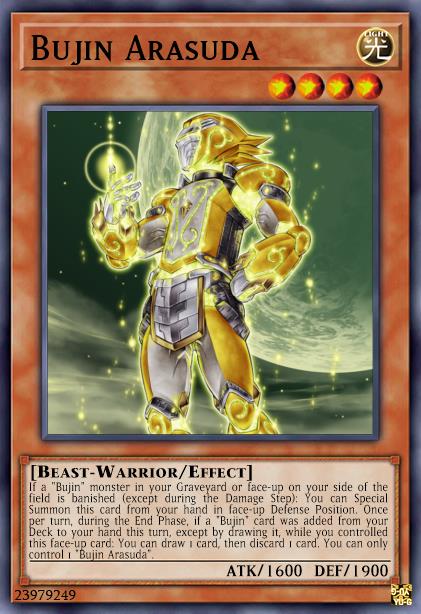 Bujin Arasuda
LIGHT
光
[Beast-Warrior/Effect]
If a "Bujin" monster in your Graveyard or face-up on your side of the
field is banished (except during the Damage Step): You can Special
Summon this card from your hand in face-up Defense Position. Once
per turn, during the End Phase, if a "Bujin" card was added from your
Deck to your hand this turn, except by drawing it, while you controlled
this face-up card: You can draw 1 card, then discard 1 card. You can only
control 1 "Bujin Arasuda".
ATK/1600 DEF/1900
23979249